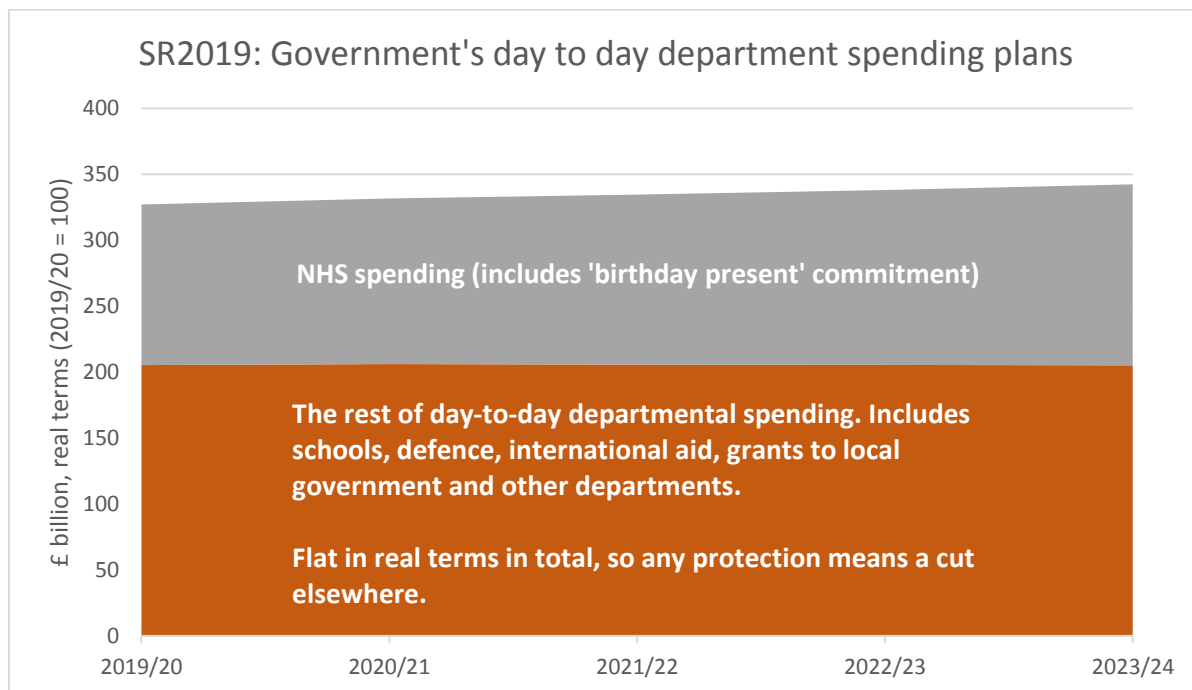 SR2019: Government's day to day department spending plans
£ billion, real terms (2019/20 = 100)
400
350
300
250
200
150
100
50
0
NHS spending (includes 'birthday present' commitment)
The rest of day-to-day departmental spending. Includes
schools, defence, international aid, grants to local
government and other departments.
Flat in real terms in total, so any protection means a cut
elsewhere.
2019/20
2020/21
2021/22
2022/23
2023/24